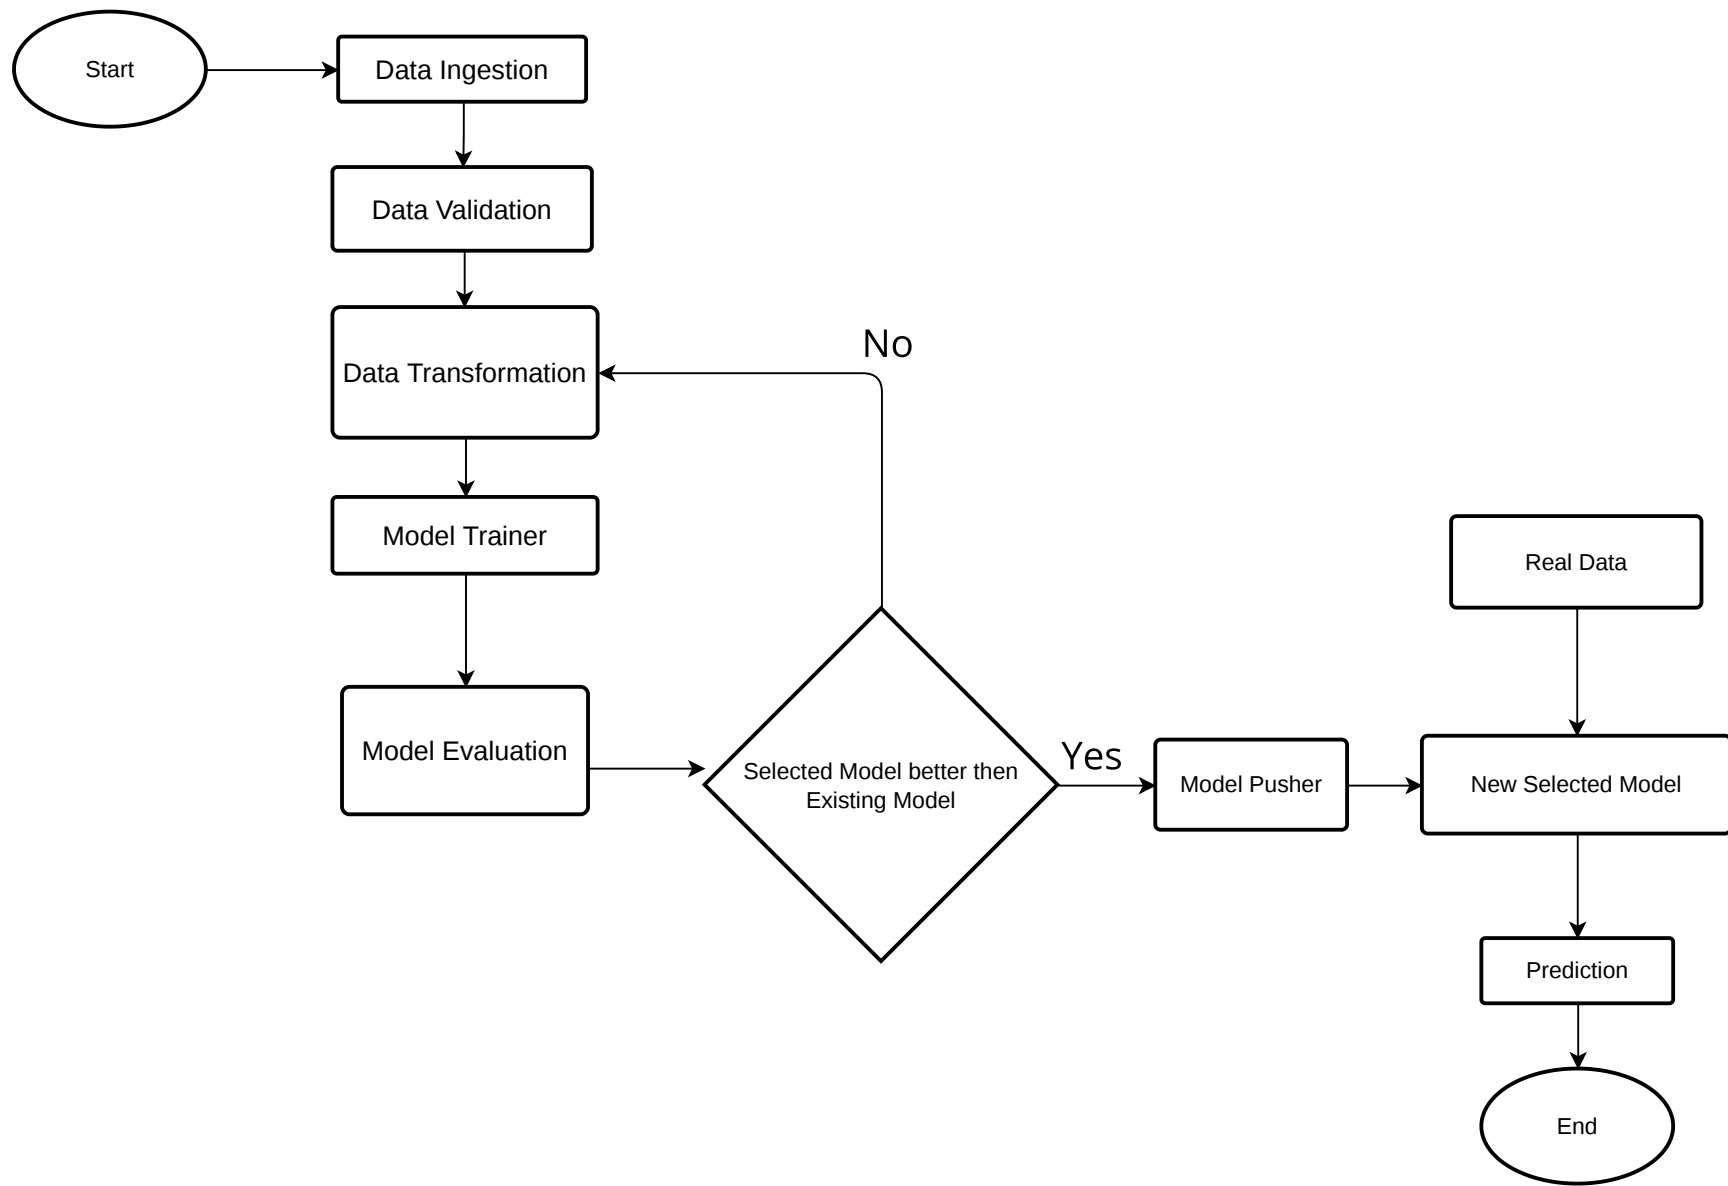 Start
Data Ingestion
Data Validation
Data Transformation
No
Model Trainer
Model Evaluation
Selected Model better then
Existing Model
Yes
Model Pusher
Real Data
New Selected Model
Prediction
End